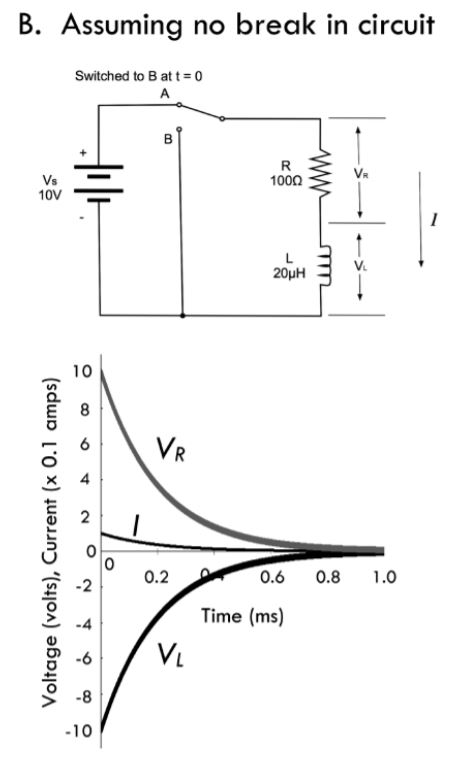 B. Assuming no break in circuit
Switched to B at t = 0
A
B
+
Vs
10V
-
R
100Ω
VR
L
20µH
VL
I
Voltage (volts), Current (x 0.1 amps)
10
8
6
4
2
0
-2
-4
-6
-8
-10
VR
I
0
0.2
0.4
0.6
0.8
1.0
Time (ms)
VL